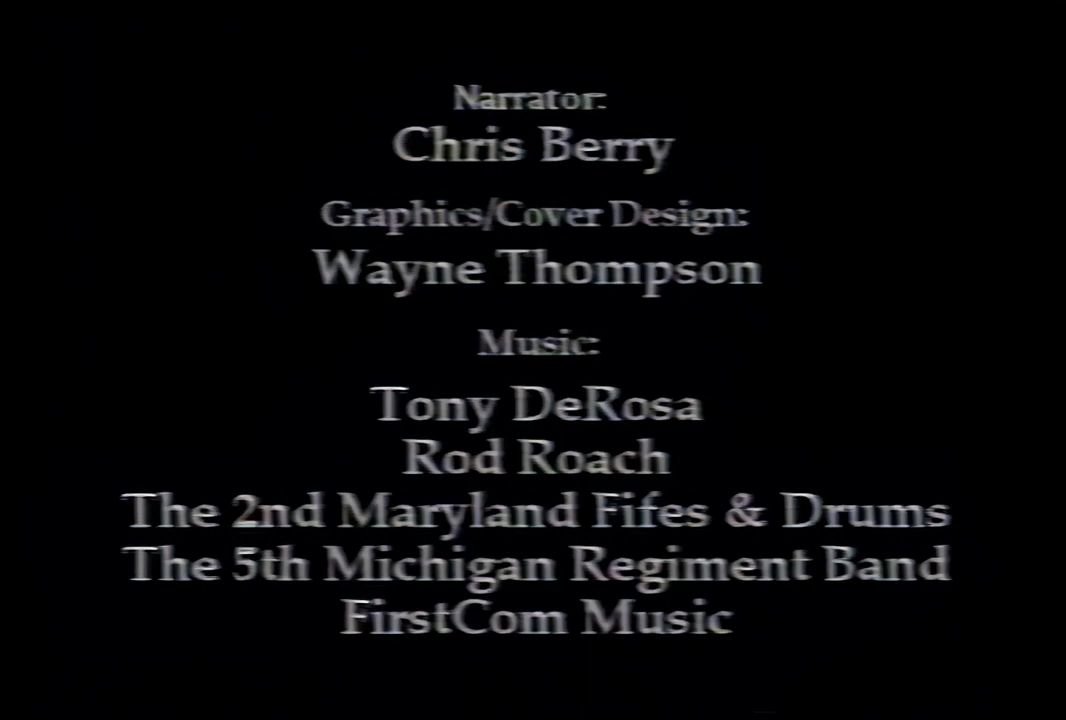 Narrator:
Chris Berry
Graphics/Cover Design:
Wayne Thompson
Music:
Tony DeRosa
Rod Roach
The 2nd Maryland Fifes & Drums
The 5th Michigan Regiment Band
FirstCom Music